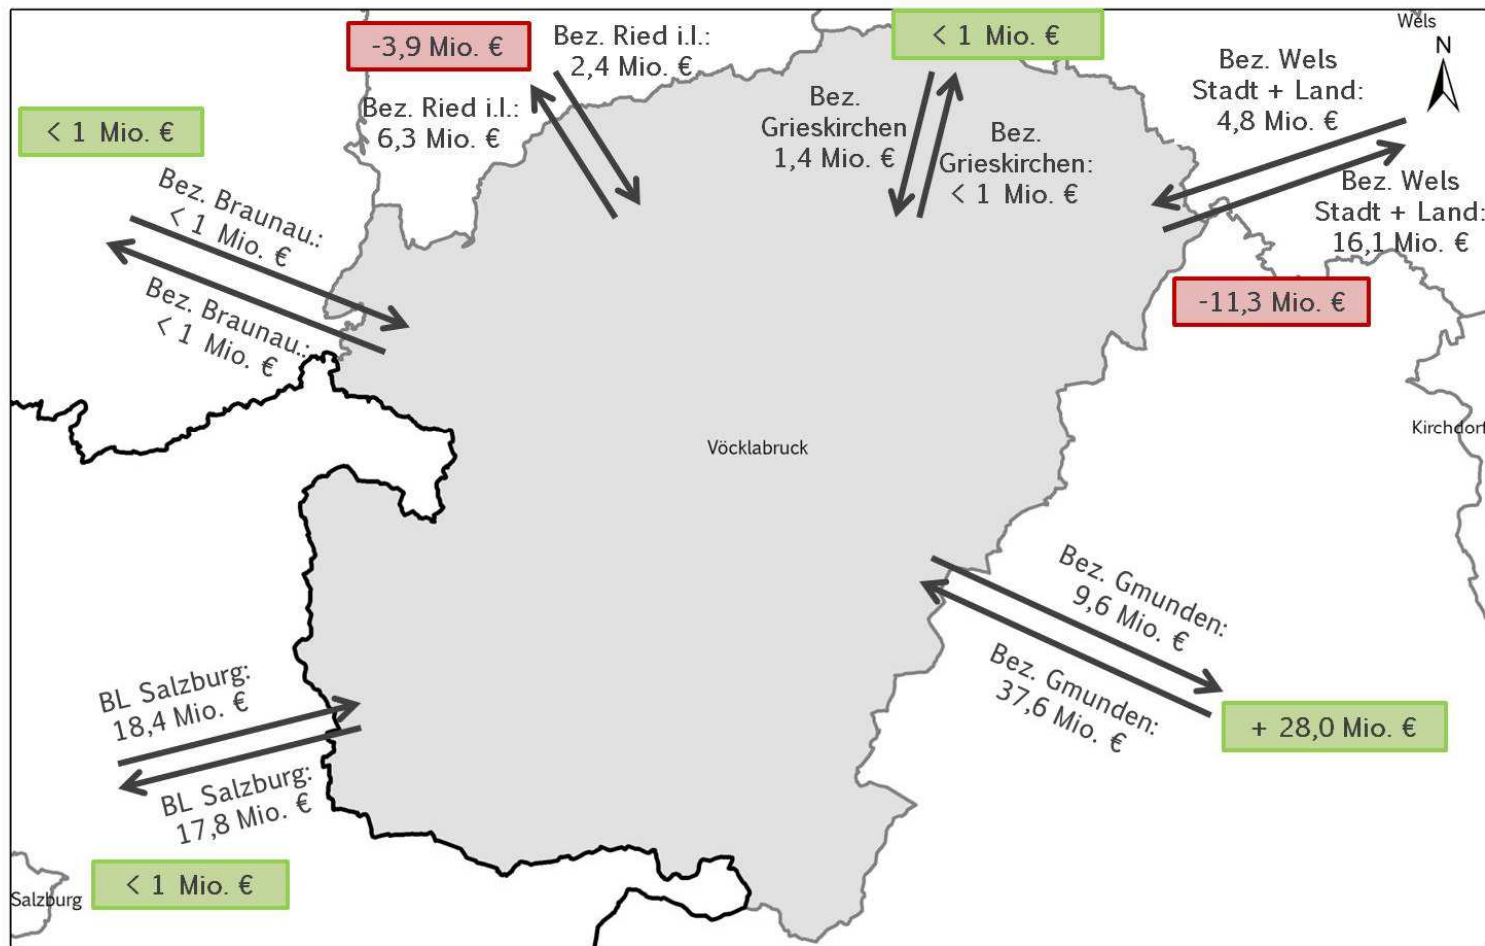 Wels
N
-3,9 Mio. €
Bez. Ried i.I.:
2,4 Mio. €
Bez. Ried i.I.:
6,3 Mio. €
< 1 Mio. €
Bez.
Grieskirchen
1,4 Mio. €
Bez.
Grieskirchen:
< 1 Mio. €
Bez. Wels
Stadt + Land:
4,8 Mio. €
Bez. Wels
Stadt + Land:
16,1 Mio. €
-11,3 Mio. €
< 1 Mio. €
Bez. Braunau.:
< 1 Mio. €
Bez. Braunau.:
< 1 Mio. €
Vöcklabruck
Kirchdorf
Bez. Gmunden:
9,6 Mio. €
Bez. Gmunden:
37,6 Mio. €
+ 28,0 Mio. €
BL Salzburg:
18,4 Mio. €
BL Salzburg:
17,8 Mio. €
< 1 Mio. €
Salzburg